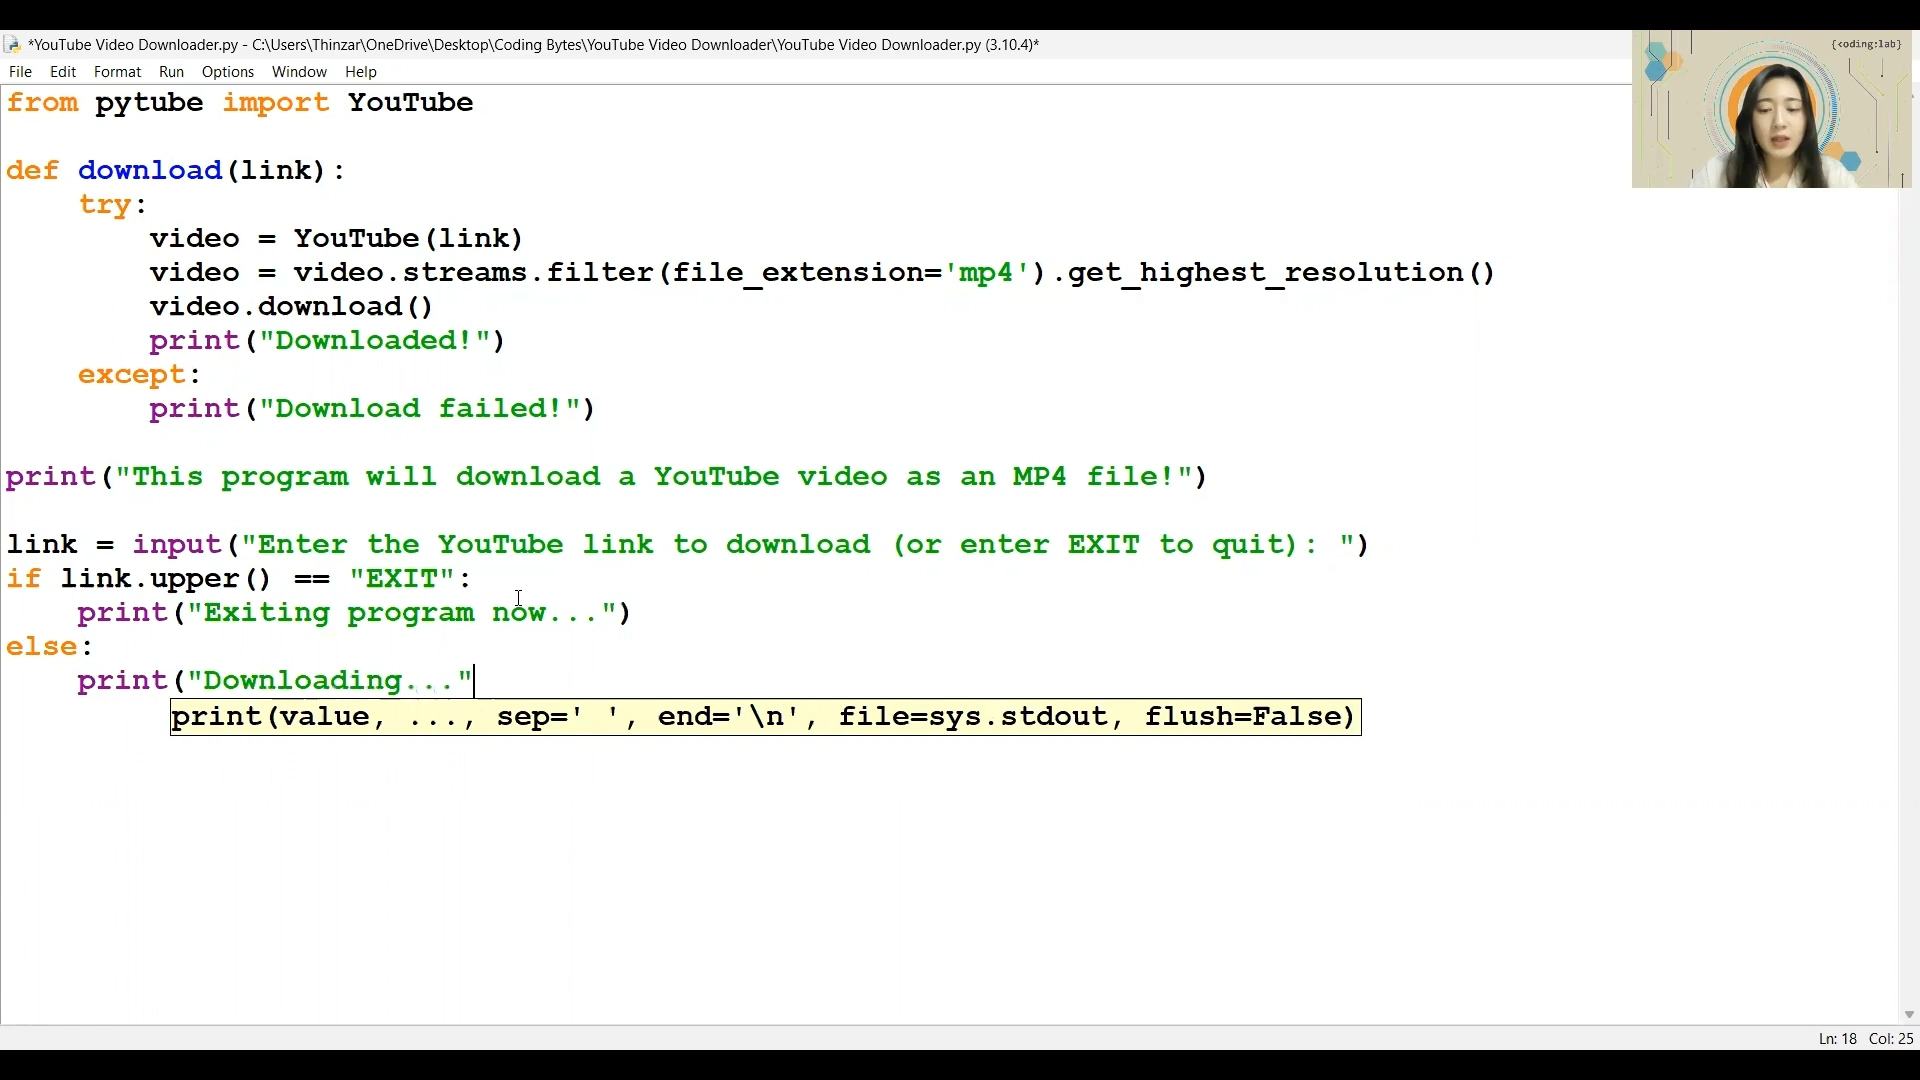 *YouTube Video Downloader.py - C:\Users\Thinzar\OneDrive\Desktop\Coding Bytes\YouTube Video Downloader\YouTube Video Downloader.py (3.10.4)*
{<oding:lab}
File Edit Format Run Options Window Help
from pytube import YouTube
def download(link):
    try:
        video = YouTube(link)
        video = video.streams.filter(file_extension='mp4').get_highest_resolution()
        video.download()
        print("Downloaded!")
    except:
        print("Download failed!")
print("This program will download a YouTube video as an MP4 file!")
link = input("Enter the YouTube link to download (or enter EXIT to quit): ")
if link.upper() == "EXIT":
    print("Exiting program now...")
else:
    print("Downloading..."
print(value, ..., sep=' ', end='\n', file=sys.stdout, flush=False)
Ln: 18 Col: 25